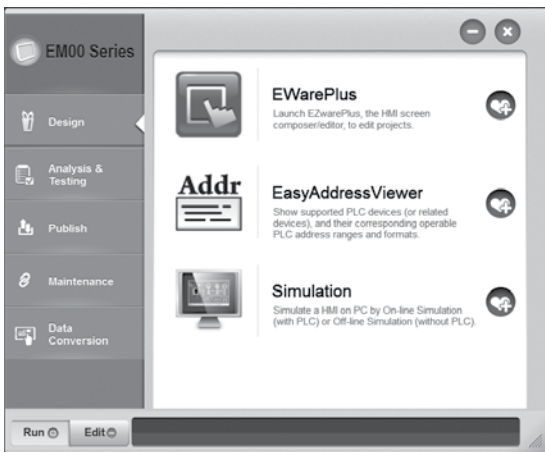 EM00 Series
Design
Analysis &
Testing
Publish
Maintenance
Data
Conversion
EWarePlus
Launch EZwarePlus, the HMI screen
composer/editor, to edit projects.
Addr
EasyAddressViewer
Show supported PLC devices (or related
devices), and their corresponding operable
PLC address ranges and formats.
Simulation
Simulate a HMI on PC by On-line Simulation
(with PLC) or Off-line Simulation (without PLC).
Run
Edit